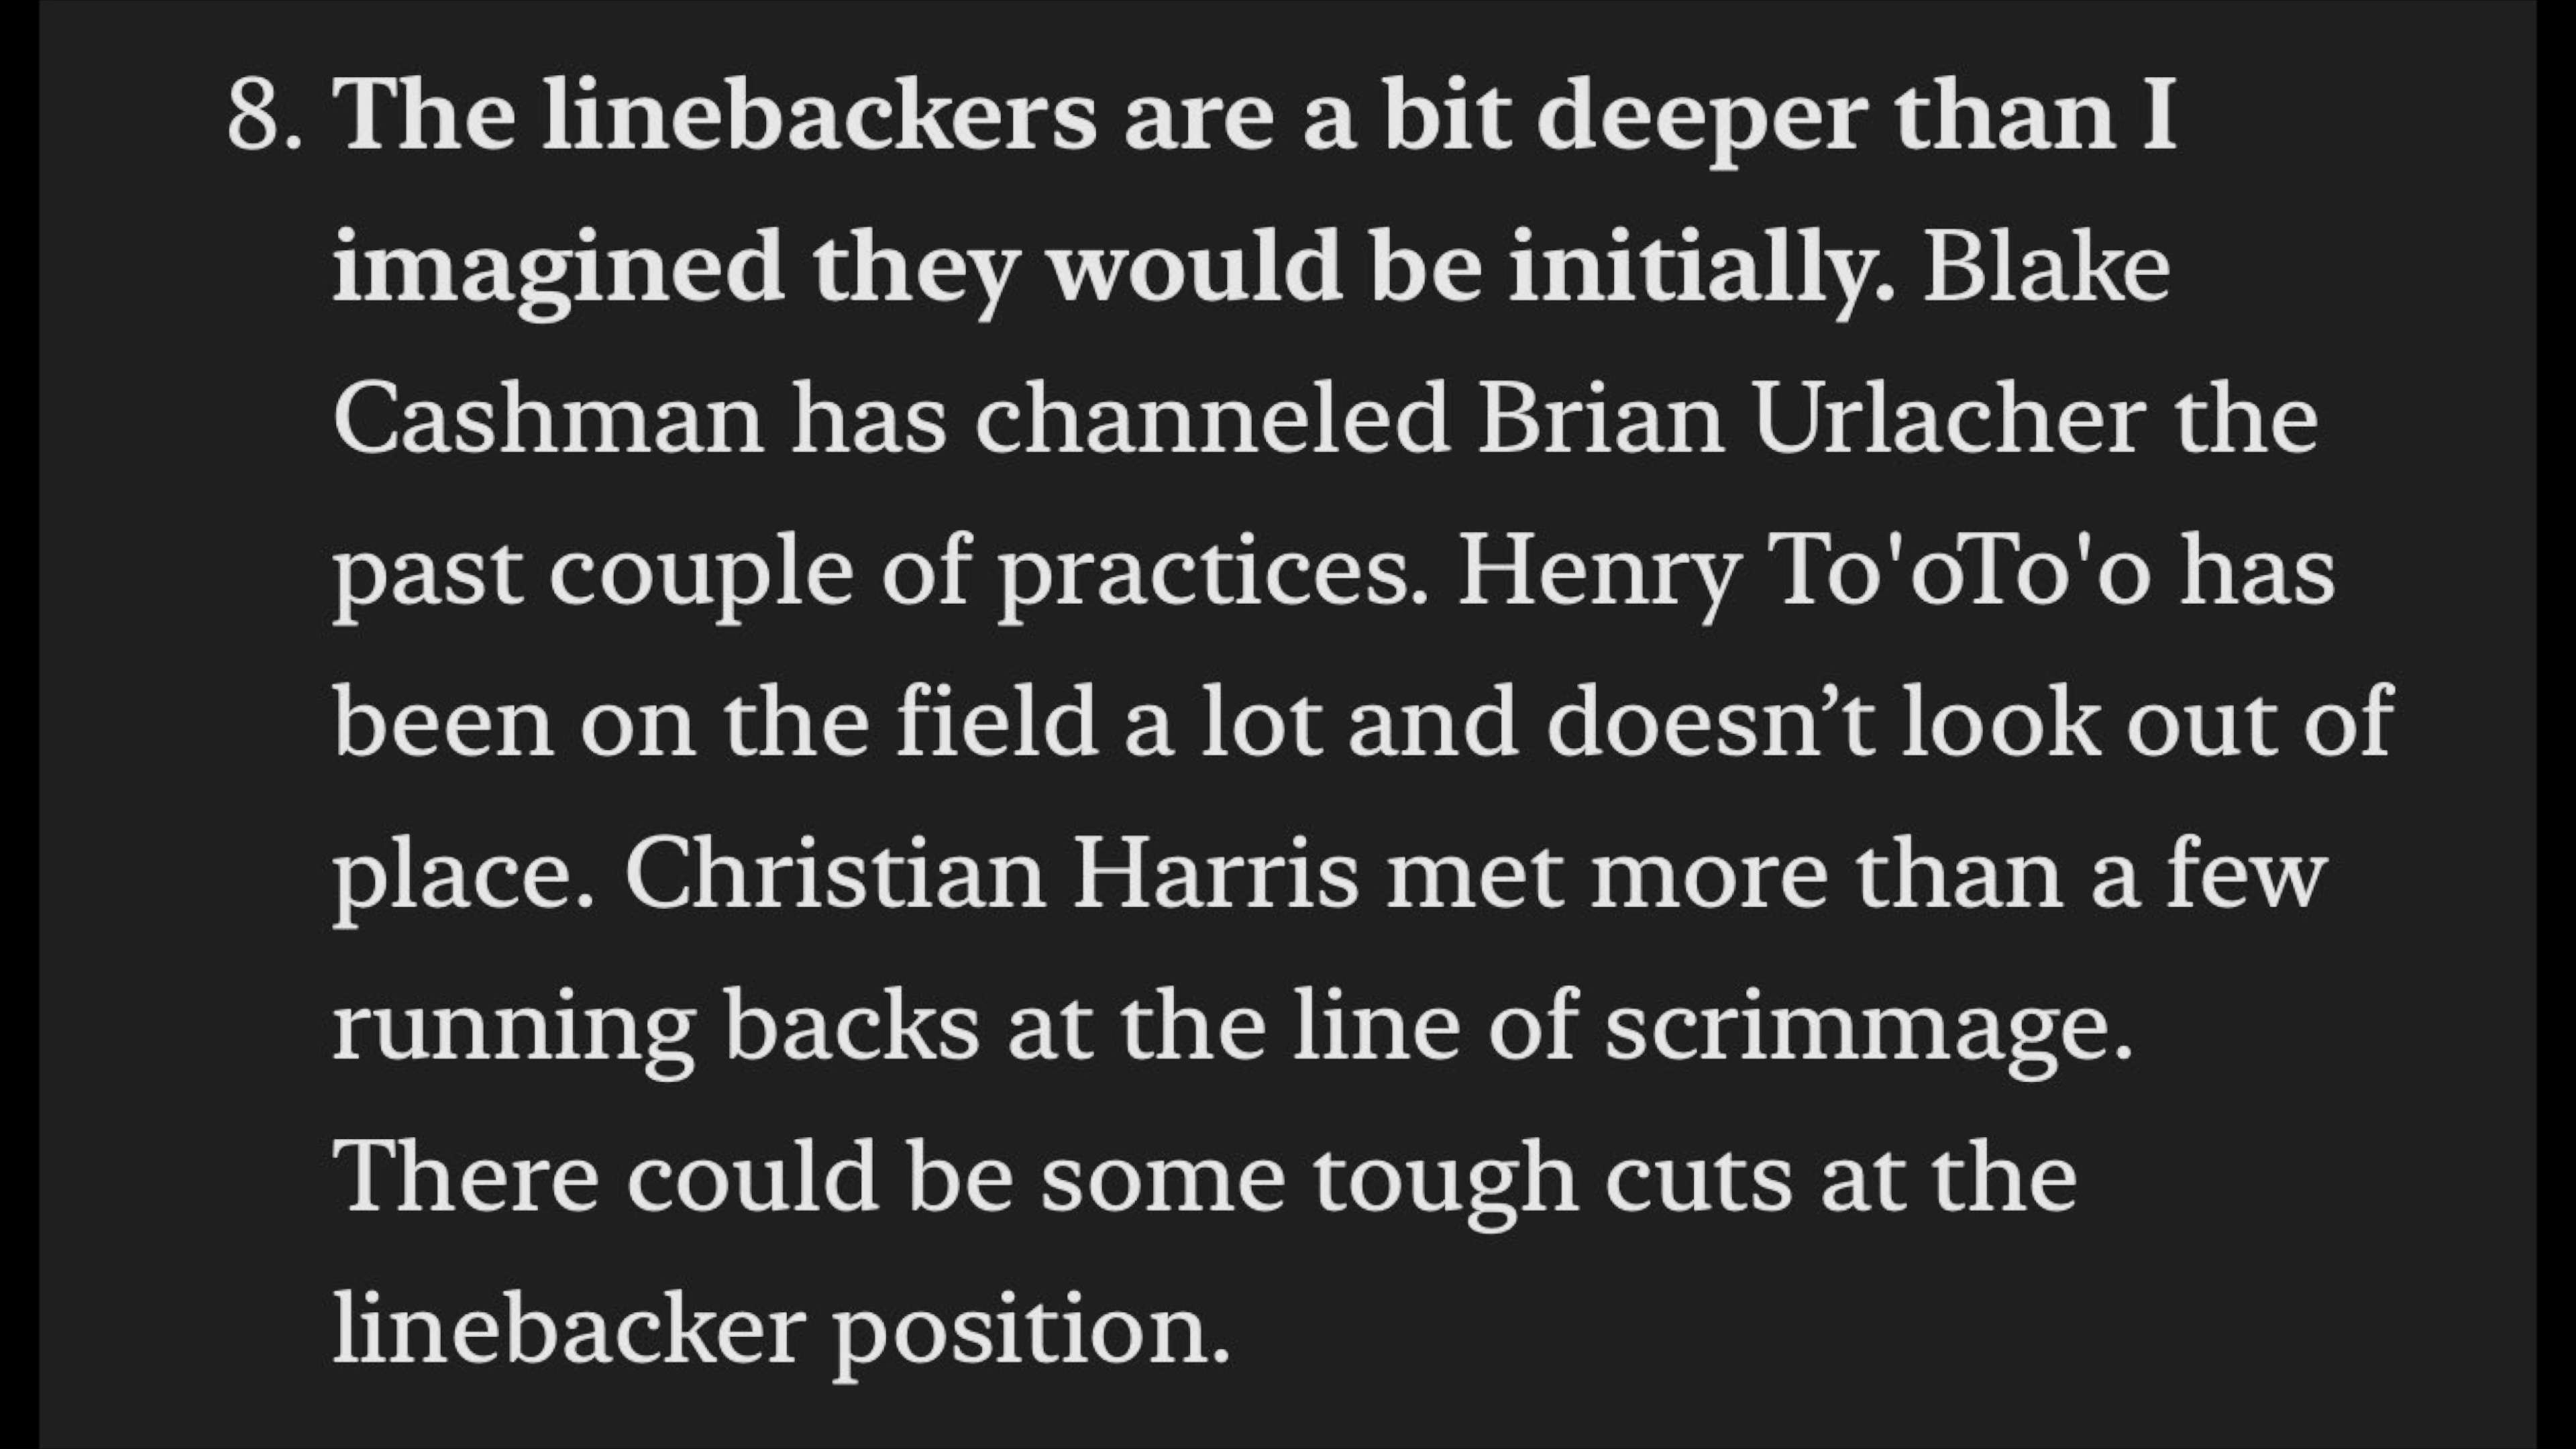 8. The linebackers are a bit deeper than I
imagined they would be initially. Blake
Cashman has channeled Brian Urlacher the
past couple of practices. Henry To'oTo'o has
been on the field a lot and doesn’t look out of
place. Christian Harris met more than a few
running backs at the line of scrimmage.
There could be some tough cuts at the
linebacker position.